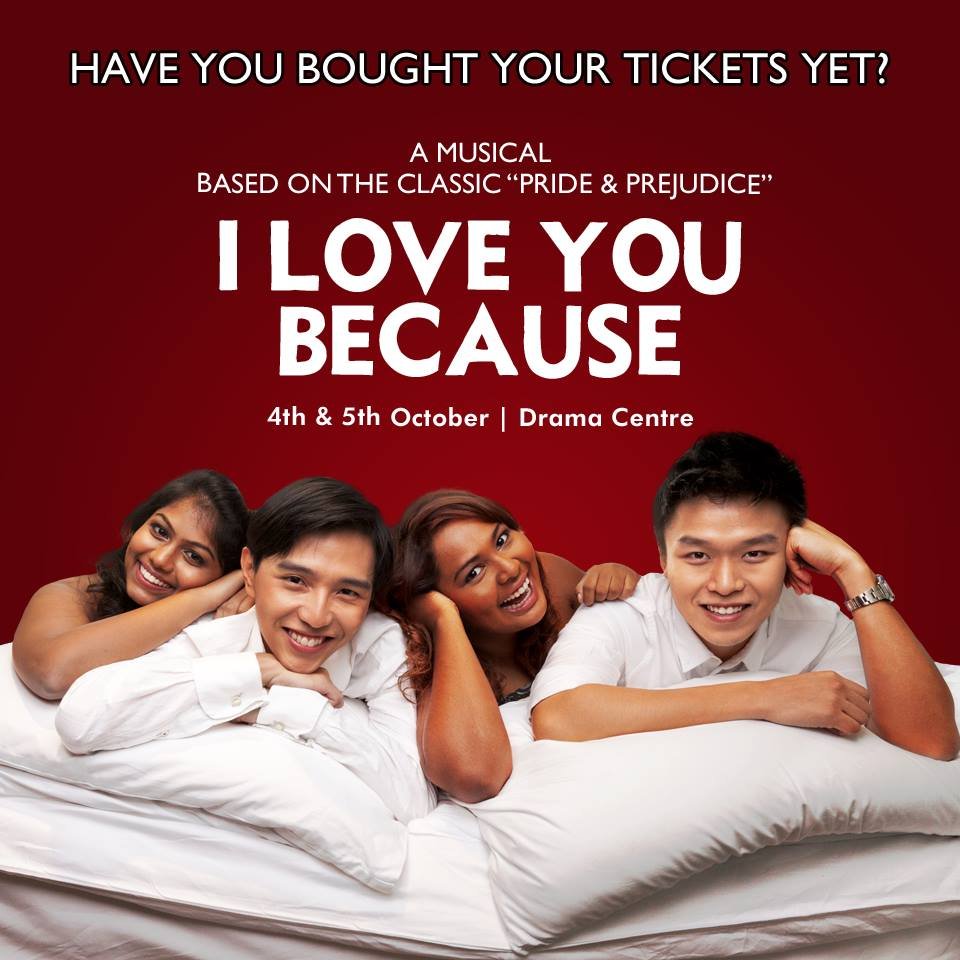 HAVE YOU BOUGHT YOUR TICKETS YET?
A MUSICAL
BASED ON THE CLASSIC “PRIDE & PREJUDICE”
I LOVE YOU
BECAUSE
4th & 5th October | Drama Centre